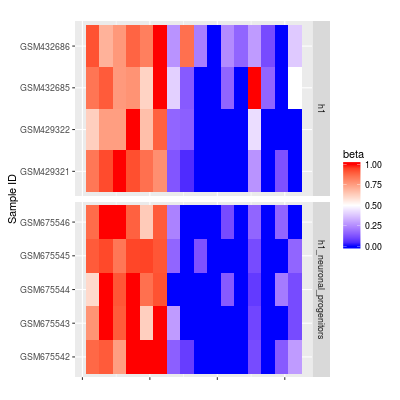 GSM432686
GSM432685
GSM429322
GSM429321
h1
GSM675546
GSM675545
GSM675544
GSM675543
GSM675542
h1_neuronal_progenitors
Sample ID
beta
1.00
0.75
0.50
0.25
0.00